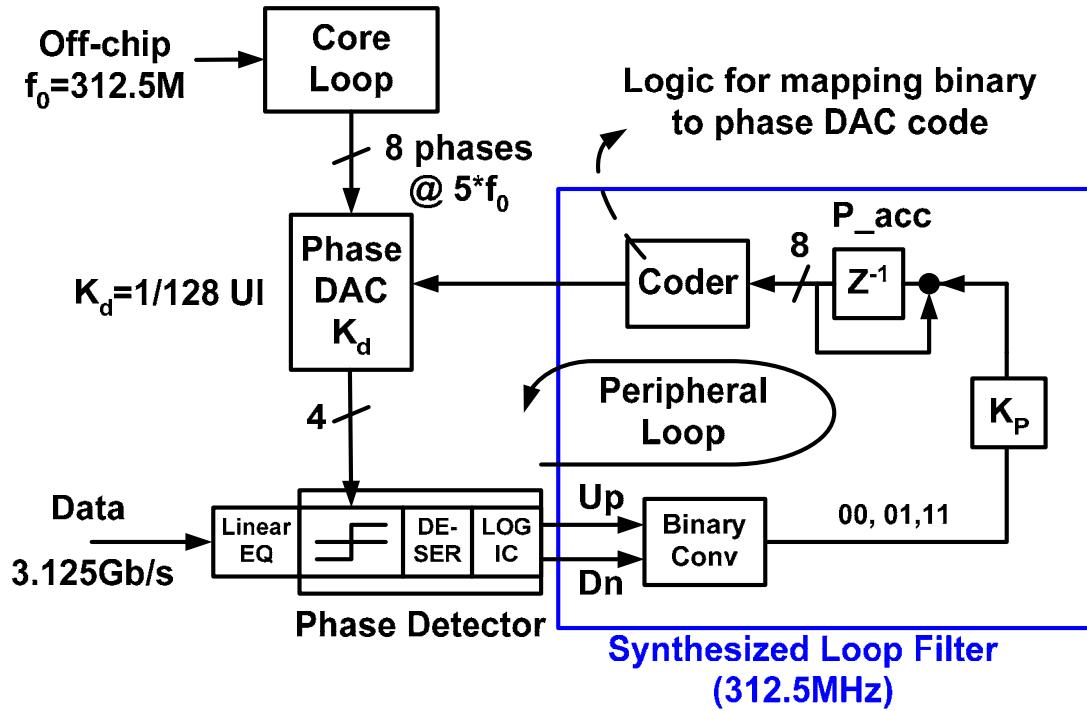 Off-chip
f0=312.5M
Core
Loop
Logic for mapping binary
to phase DAC code
8 phases
@ 5*f0
Phase
DAC
Kd
Kd=1/128 UI
Coder
8
P_acc
Z-1
4
Peripheral
Loop
KP
Data
3.125Gb/s
Linear
EQ
DE-
SER
LOG
IC
Up
Dn
Binary
Conv
00, 01,11
Phase Detector
Synthesized Loop Filter
(312.5MHz)